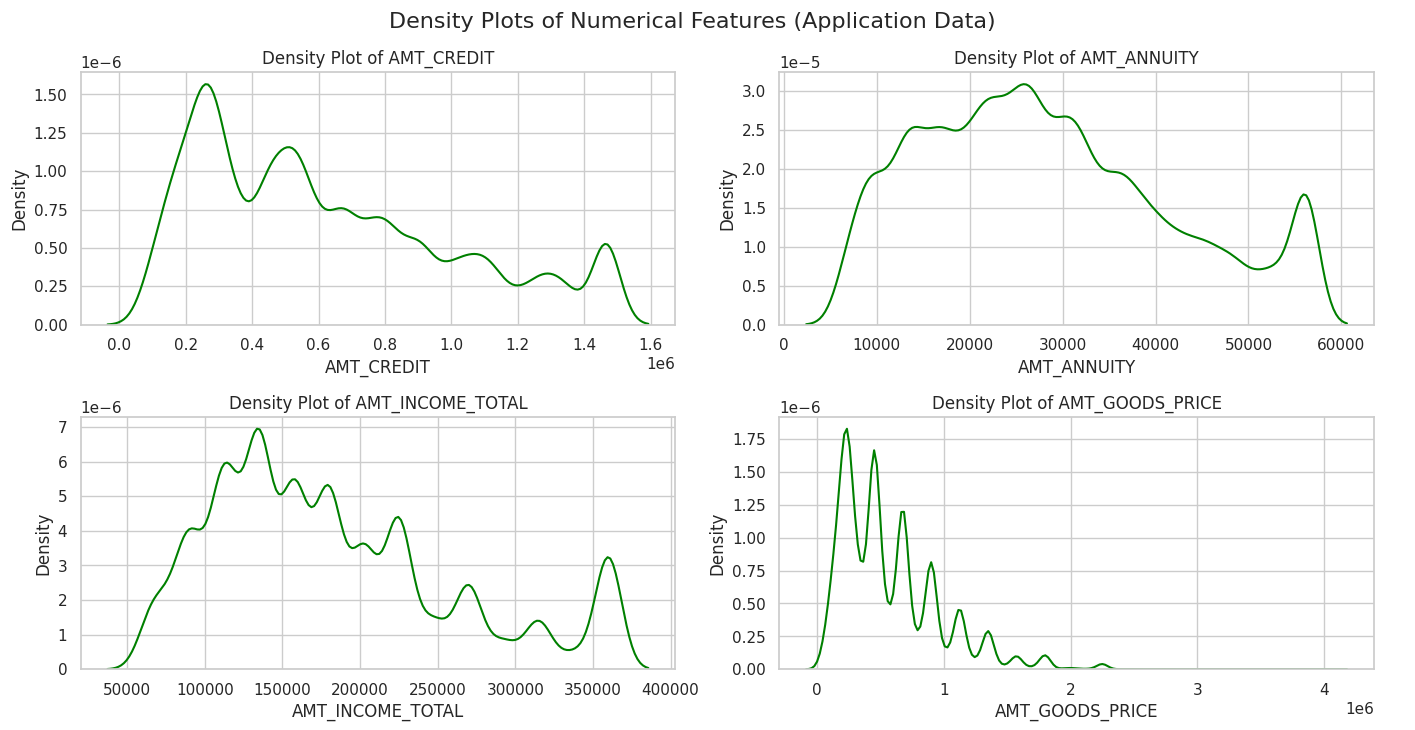 Density Plots of Numerical Features (Application Data)
Density Plot of AMT_CREDIT
1e−6
1.50
1.25
1.00
0.75
0.50
0.25
0.00
Density
0.0 0.2 0.4 0.6 0.8 1.0 1.2 1.4 1.6
1e6
AMT_CREDIT
Density Plot of AMT_ANNUITY
1e−5
3.0
2.5
2.0
1.5
1.0
0.5
0.0
Density
0 10000 20000 30000 40000 50000 60000
AMT_ANNUITY
Density Plot of AMT_INCOME_TOTAL
1e−6
7
6
5
4
3
2
1
0
Density
50000 100000 150000 200000 250000 300000 350000 400000
AMT_INCOME_TOTAL
Density Plot of AMT_GOODS_PRICE
1e−6
1.75
1.50
1.25
1.00
0.75
0.50
0.25
0.00
Density
0 1 2 3 4
1e6
AMT_GOODS_PRICE